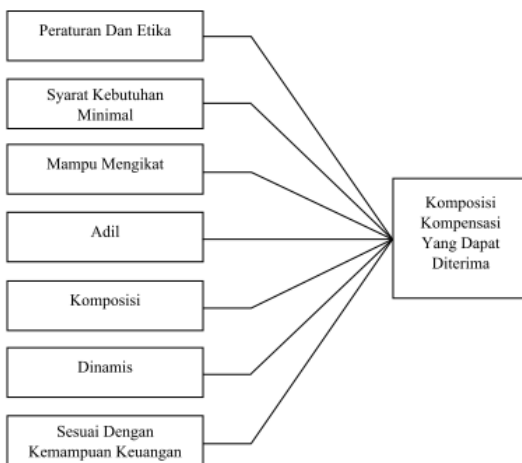 Peraturan Dan Etika
Syarat Kebutuhan
Minimal
Mampu Mengikat
Adil
Komposisi
Dinamis
Sesuai Dengan
Kemampuan Keuangan
Komposisi
Kompensasi
Yang Dapat
Diterima